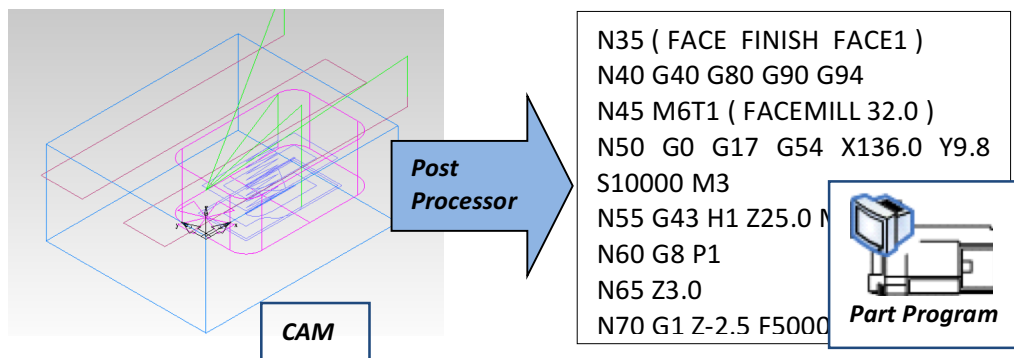 CAM
Post
Processor
N35 ( FACE FINISH FACE1 )
N40 G40 G80 G90 G94
N45 M6T1 ( FACEMILL 32.0 )
N50 G0 G17 G54 X136.0 Y9.8
S10000 M3
N55 G43 H1 Z25.0
N60 G8 P1
N65 Z3.0
N70 G1 Z-2.5 F5000
Part Program